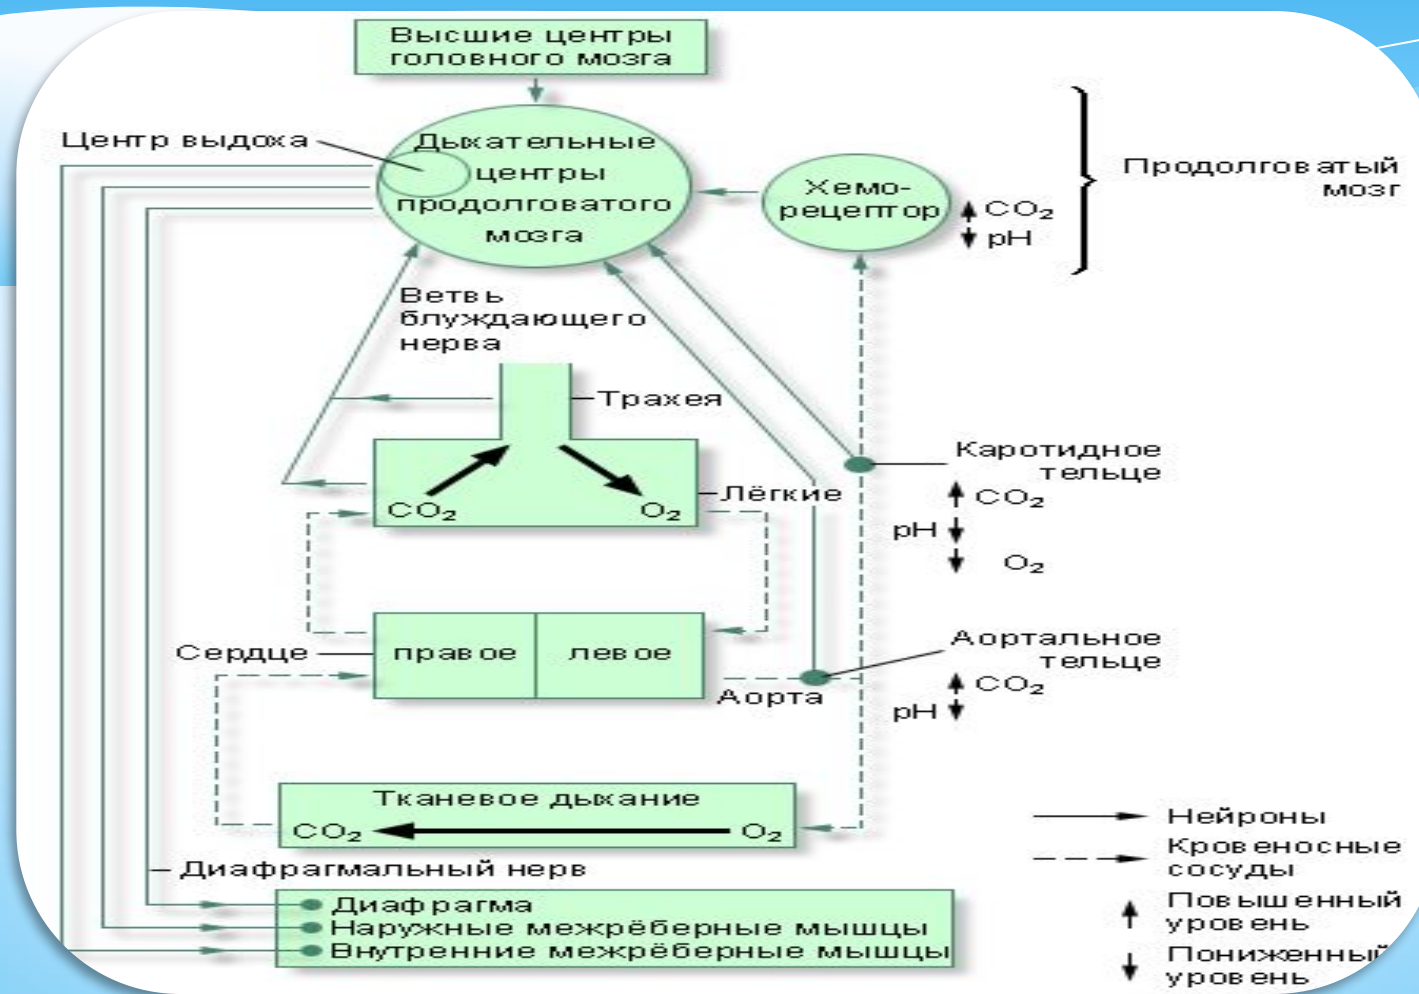 Высшие центры
головного мозга
Центр выдоха
Дыхательные
центры
продолговатого
мозга
Хемо-
рецептор
CO₂
pH
Продолговатый
мозг
Ветвь
блуждающего
нерва
Трахея
CO₂
O₂
Лёгкие
Каротидное
тельце
CO₂
pH
O₂
Сердце
правое
левое
Аорта
Аортальное
тельце
CO₂
pH
Тканевое дыхание
CO₂
O₂
Диафрагмальный нерв
Диафрагма
Наружные межрёберные мышцы
Внутренние межрёберные мышцы
Нейроны
Кровеносные
сосуды
Повышенный
уровень
Пониженный
уровень